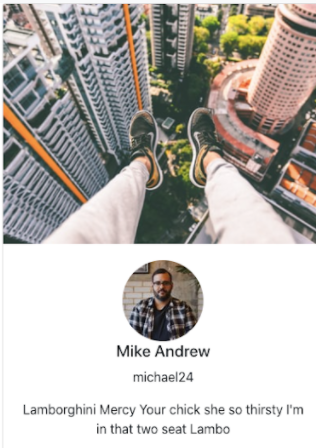 Mike Andrew
michael24
Lamborghini Mercy Your chick she so thirsty I'm
in that two seat Lambo